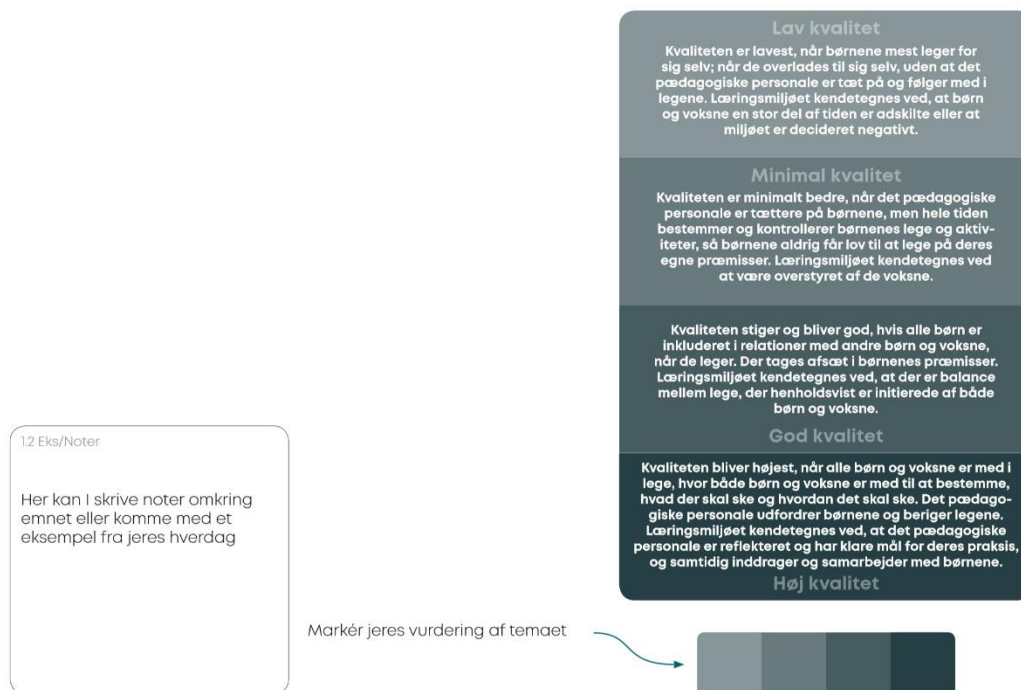 Lav kvalitet
Kvaliteten er lavest, når børnene mest leger for
sig selv; når de overlades til sig selv, uden at det
pædagogiske personale er tæt på og følger med i
legene. Læringsmiljøet kendetegnes ved, at børn
og voksne en stor del af tiden er adskilte eller at
miljøet er decideret negativt.
Minimal kvalitet
Kvaliteten er minimalt bedre, når det pædagogiske
personale er tættere på børnene, men hele tiden
bestemmer og kontrollerer børnenes lege og aktiv-
iteter, så børnene aldrig får lov til at lege på deres
egne præmisser. Læringsmiljøet kendetegnes ved
at være overstyret af de voksne.
Kvaliteten stiger og bliver god, hvis alle børn er
inkluderet i relationer med andre børn og voksne,
når de leger. Der tages afsæt i børnenes præmisser.
Læringsmiljøet kendetegnes ved, at der er balance
mellem lege, der henholdsvist er initierede af både
børn og voksne.
God kvalitet
Kvaliteten bliver højest, når alle børn og voksne er med i
lege, hvor både børn og voksne er med til at bestemme,
hvad der skal ske og hvordan det skal ske. Det pædago-
giske personale udfordrer børnene og beriger legene.
Læringsmiljøet kendetegnes ved, at det pædagogiske
personale er reflekteret og har klare mål for deres praksis,
og samtidig inddrager og samarbejder med børnene.
Høj kvalitet
1.2 Eks/Noter
Her kan I skrive noter omkring
emnet eller komme med et
eksempel fra jeres hverdag
Markér jeres vurdering af temaet